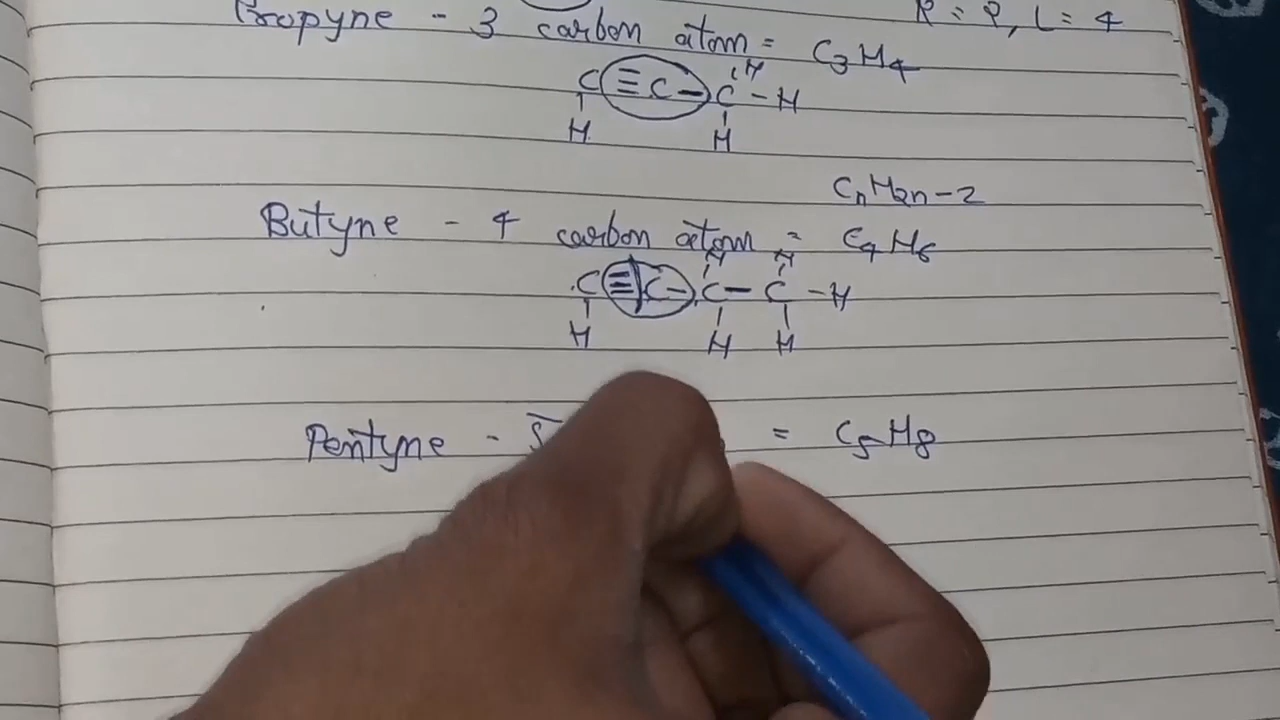 Propyne - 3 carbon atom = C3H4
R = 2, L = 4
H
C ≡ C - C - H
H H
CnH2n-2
Butyne - 4 carbon atom = C4H6
H H
C ≡ C - C - C - H
H H H
Pentyne - 5 = C5H8